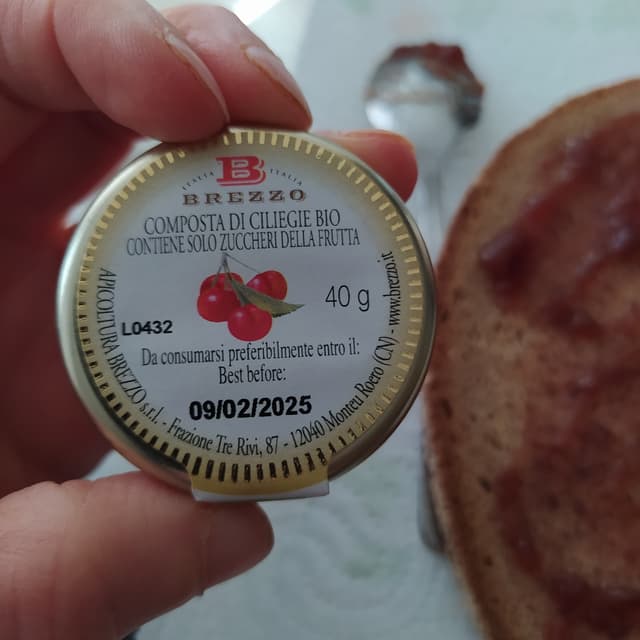 B
ITALIA ITALIA
BREZZO
COMPOSTA DI CILIEGIE BIO
CONTIENE SOLO ZUCCHERI DELLA FRUTTA
40 g
L0432
Da consumarsi preferibilmente entro il:
Best before:
09/02/2025
APICOLTURA BREZZO s.r.l. - Frazione Tre Rivi, 87 - 12040 Monteu Roero (CN) - www.brezzo.it